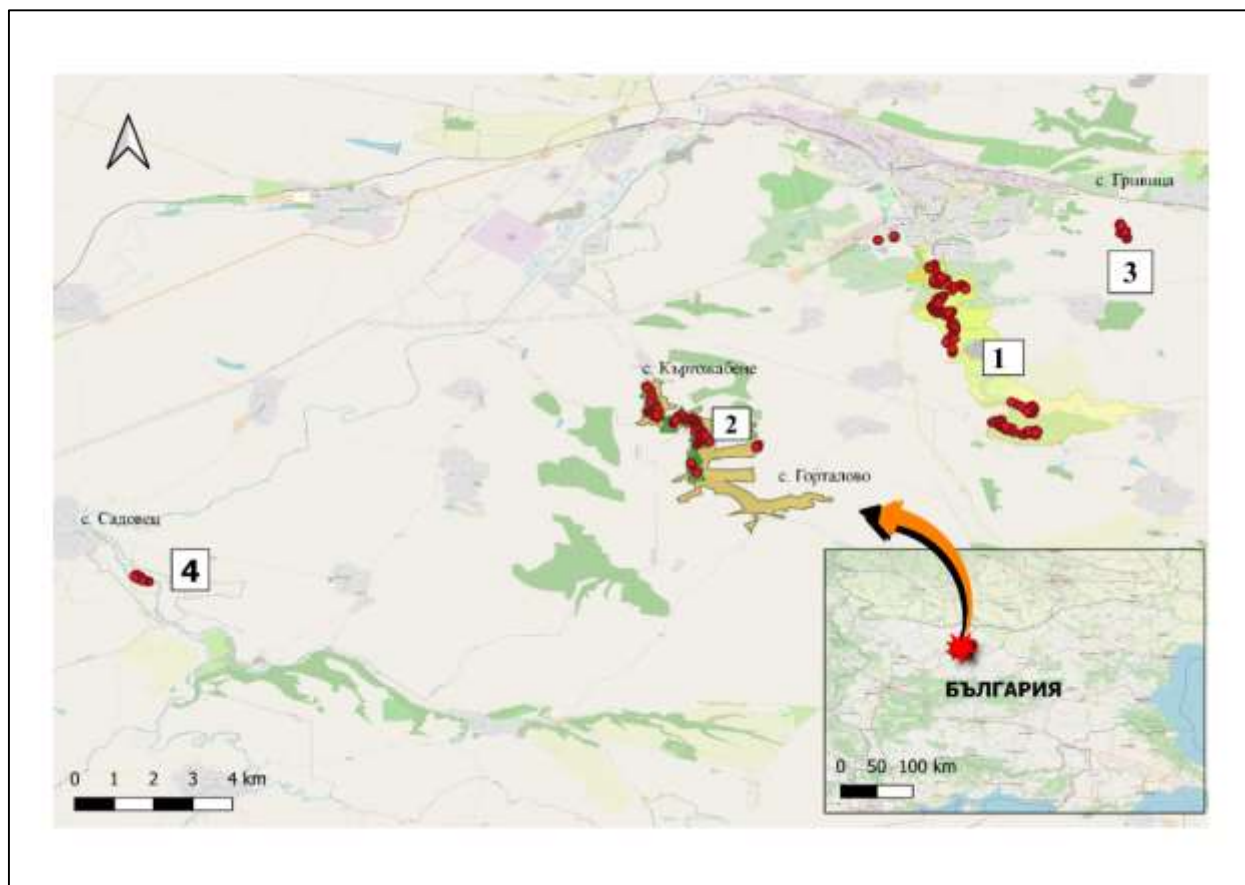 с. Гривица
3
1
с. Къртожабене
2
с. Горталово
с. Садовец
4
БЪЛГАРИЯ
0 1 2 3 4 km
0 50 100 km